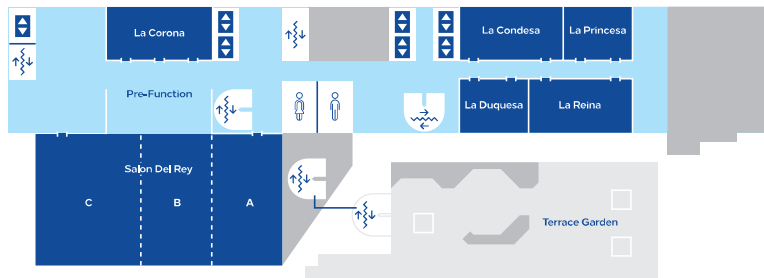 La Corona
La Condesa
La Princesa
Pre-Function
La Duquesa
La Reina
Salon Del Rey
C
B
A
Terrace Garden